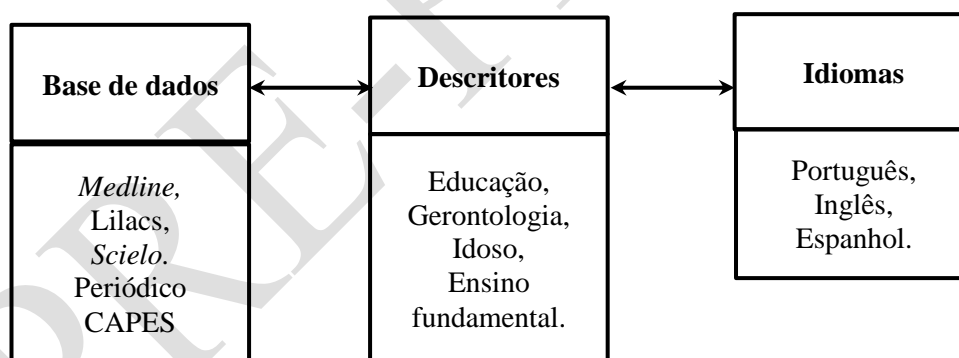 Base de dados
Medline,
Lilacs,
Scielo.
Periódico
CAPES
Descritores
Educação,
Gerontologia,
Idoso,
Ensino
fundamental.
Idiomas
Português,
Inglês,
Espanhol.